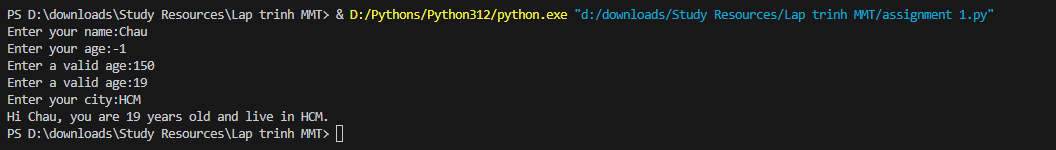 PS D:\downloads\Study Resources\Lap trinh MMT> & D:/Pythons/Python312/python.exe "d:/downloads/Study Resources/Lap trinh MMT/assignment 1.py"
Enter your name:Chau
Enter your age:-1
Enter a valid age:150
Enter a valid age:19
Enter your city:HCM
Hi Chau, you are 19 years old and live in HCM.
PS D:\downloads\Study Resources\Lap trinh MMT>